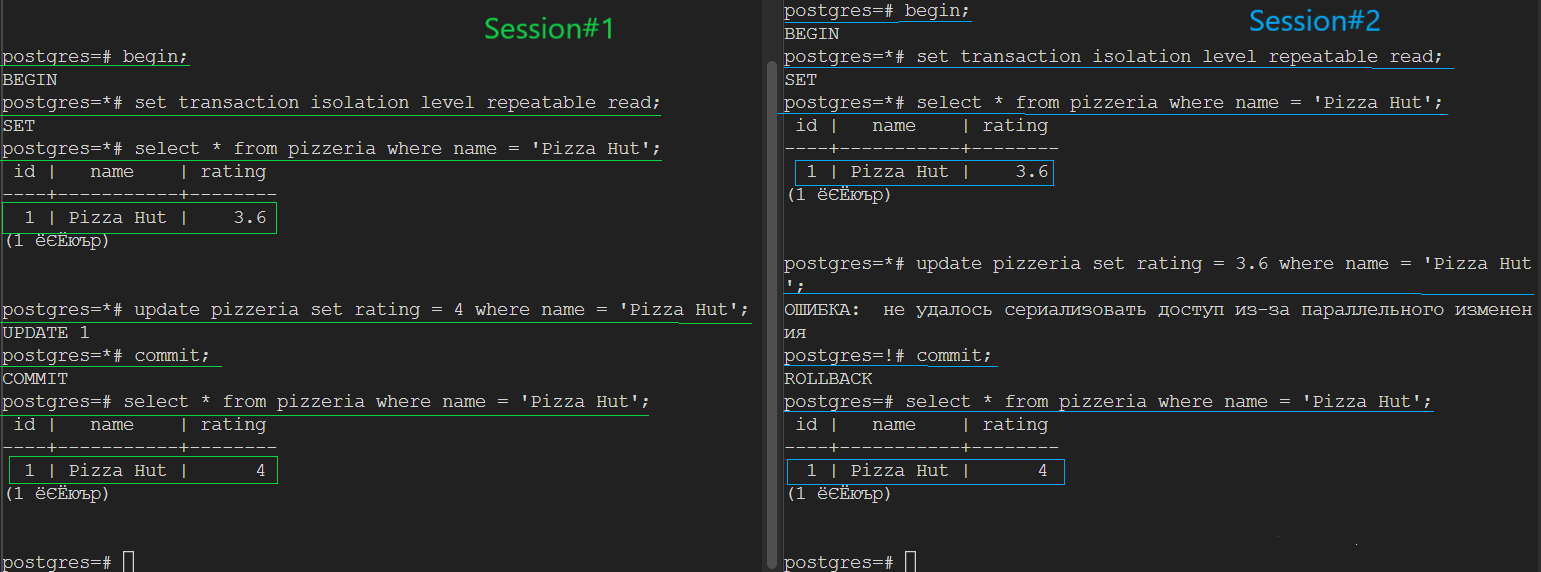 Session#1
postgres=# begin;
BEGIN
postgres=*# set transaction isolation level repeatable read;
SET
postgres=*# select * from pizzeria where name = 'Pizza Hut';
 id |   name    | rating
----+-----------+--------
  1 | Pizza Hut |    3.6
(1 ёЄЁюър)
postgres=*# update pizzeria set rating = 4 where name = 'Pizza Hut';
UPDATE 1
postgres=*# commit;
COMMIT
postgres=# select * from pizzeria where name = 'Pizza Hut';
 id |   name    | rating
----+-----------+--------
  1 | Pizza Hut |      4
(1 ёЄЁюър)
postgres=#
Session#2
postgres=# begin;
BEGIN
postgres=*# set transaction isolation level repeatable read;
SET
postgres=*# select * from pizzeria where name = 'Pizza Hut';
 id |   name    | rating
----+-----------+--------
  1 | Pizza Hut |    3.6
(1 ёЄЁюър)
postgres=*# update pizzeria set rating = 3.6 where name = 'Pizza Hut
';
ОШИБКА:  не удалось сериализовать доступ из-за параллельного изменен
ия
postgres=!# commit;
ROLLBACK
postgres=# select * from pizzeria where name = 'Pizza Hut';
 id |   name    | rating
----+-----------+--------
  1 | Pizza Hut |      4
(1 ёЄЁюър)
postgres=#